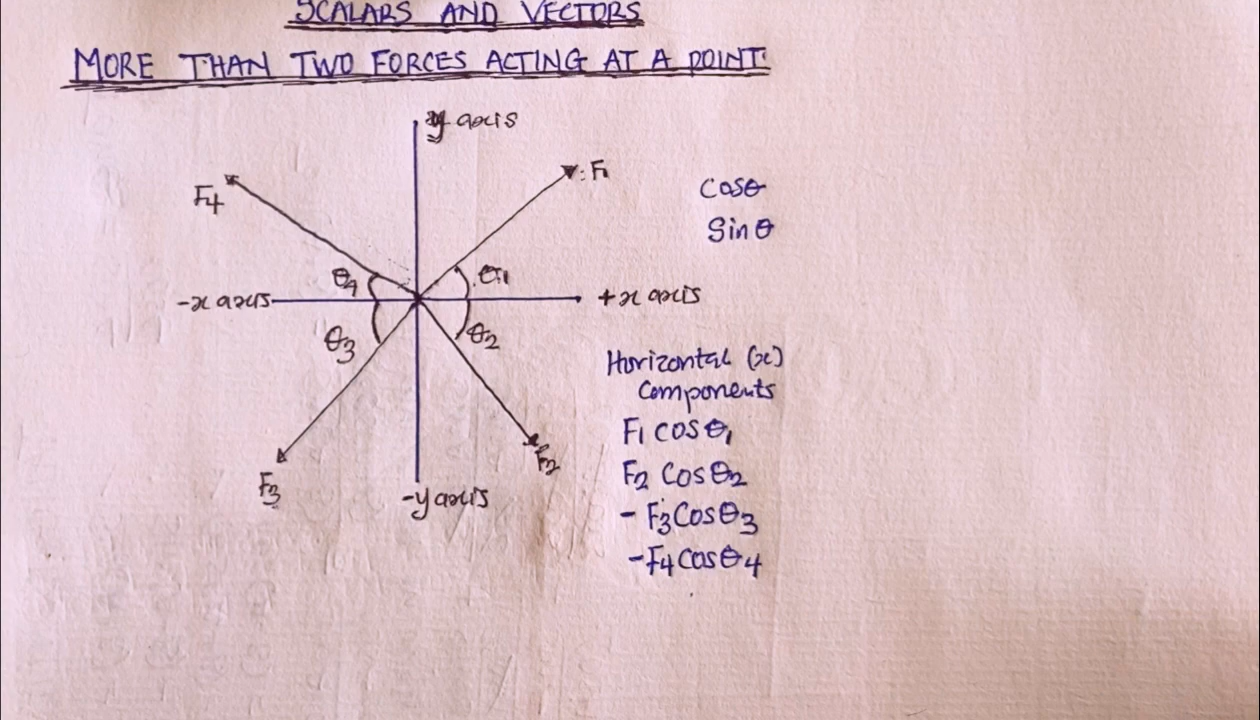 SCALARS AND VECTORS
MORE THAN TWO FORCES ACTING AT A POINT.
y axis
F4
F1
Cosθ
Sinθ
θ4
θ1
-x axis
+x axis
θ3
θ2
Horizontal (x)
Components
F1 cosθ1
F2 Cosθ2
- F3Cosθ3
-F4cosθ4
F3
F2
-y axis